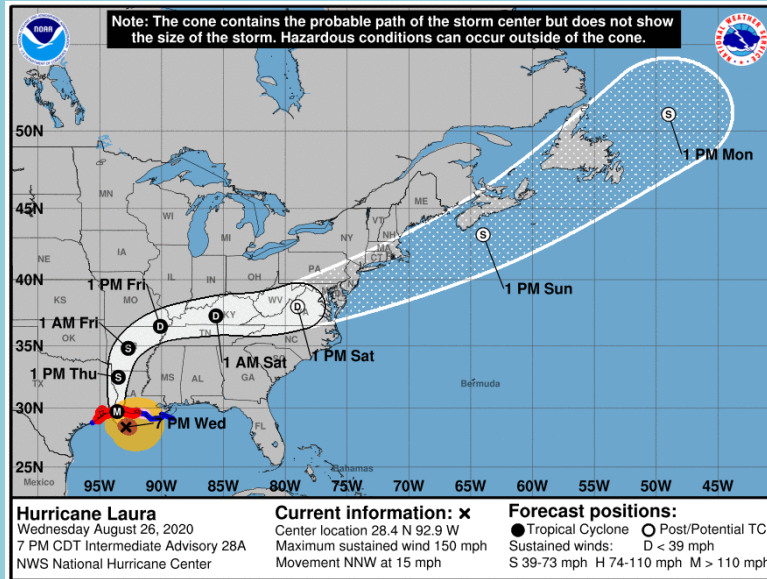 Note: The cone contains the probable path of the storm center but does not show
the size of the storm. Hazardous conditions can occur outside of the cone.
NOAA
NATIONAL WEATHER SERVICE
50N
45N
40N
35N
30N
25N
MN
WI
MI
ME
VT
NH
NY
MA
CT
NE
IA
PA
IL
IN
OH
NJ
KS
MO
WV
KY
OK
TN
NC
TX
MS
AL
GA
FL
1 PM Mon
1 PM Sun
1 PM Fri
1 AM Fri
1 PM Thu
1 AM Sat
1 PM Sat
7 PM Wed
S
S
D
D
D
S
S
M
Bermuda
Bahamas
Mexico
95W
90W
85W
80W
75W
70W
65W
60W
55W
50W
45W
Hurricane Laura
Wednesday August 26, 2020
7 PM CDT Intermediate Advisory 28A
NWS National Hurricane Center
Current information: ×
Center location 28.4 N 92.9 W
Maximum sustained wind 150 mph
Movement NNW at 15 mph
Forecast positions:
● Tropical Cyclone ○ Post/Potential TC
Sustained winds: D < 39 mph
S 39-73 mph H 74-110 mph M > 110 mph